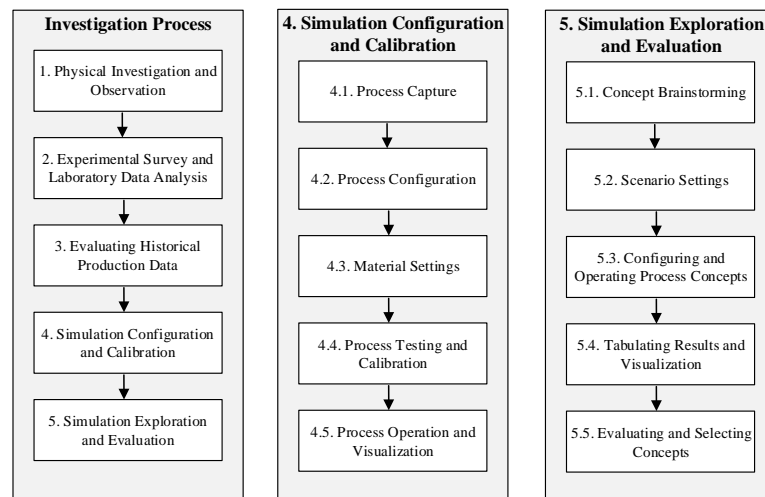 Investigation Process
1. Physical Investigation and
Observation
2. Experimental Survey and
Laboratory Data Analysis
3. Evaluating Historical
Production Data
4. Simulation Configuration
and Calibration
5. Simulation Exploration
and Evaluation
4. Simulation Configuration
and Calibration
4.1. Process Capture
4.2. Process Configuration
4.3. Material Settings
4.4. Process Testing and
Calibration
4.5. Process Operation and
Visualization
5. Simulation Exploration
and Evaluation
5.1. Concept Brainstorming
5.2. Scenario Settings
5.3. Configuring and
Operating Process Concepts
5.4. Tabulating Results and
Visualization
5.5. Evaluating and Selecting
Concepts